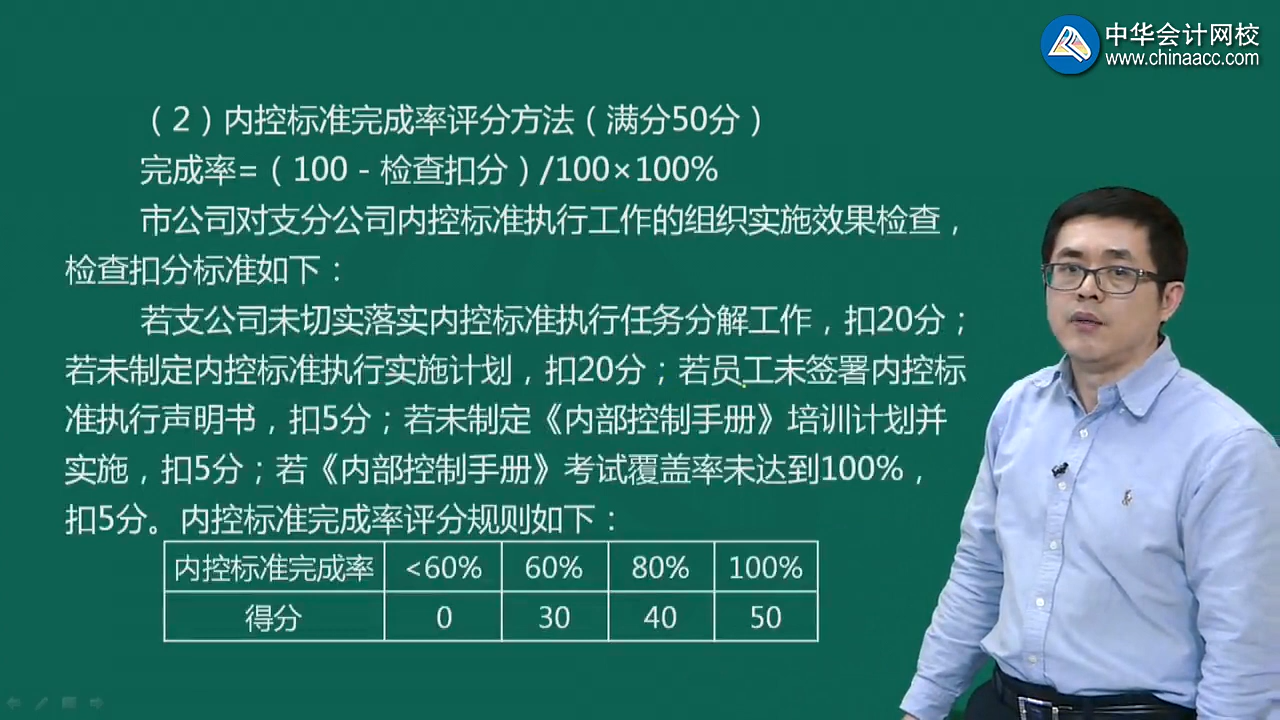 中华会计网校
www.chinaacc.com
（2）内控标准完成率评分方法（满分50分）
完成率=（100－检查扣分）/100×100%
市公司对支分公司内控标准执行工作的组织实施效果检查，
检查扣分标准如下：
若支公司未切实落实内控标准执行任务分解工作，扣20分；
若未制定内控标准执行实施计划，扣20分；若员工未签署内控标
准执行声明书，扣5分；若未制定《内部控制手册》培训计划并
实施，扣5分；若《内部控制手册》考试覆盖率未达到100%，
扣5分。内控标准完成率评分规则如下：
内控标准完成率 <60% 60% 80% 100%
得分 0 30 40 50